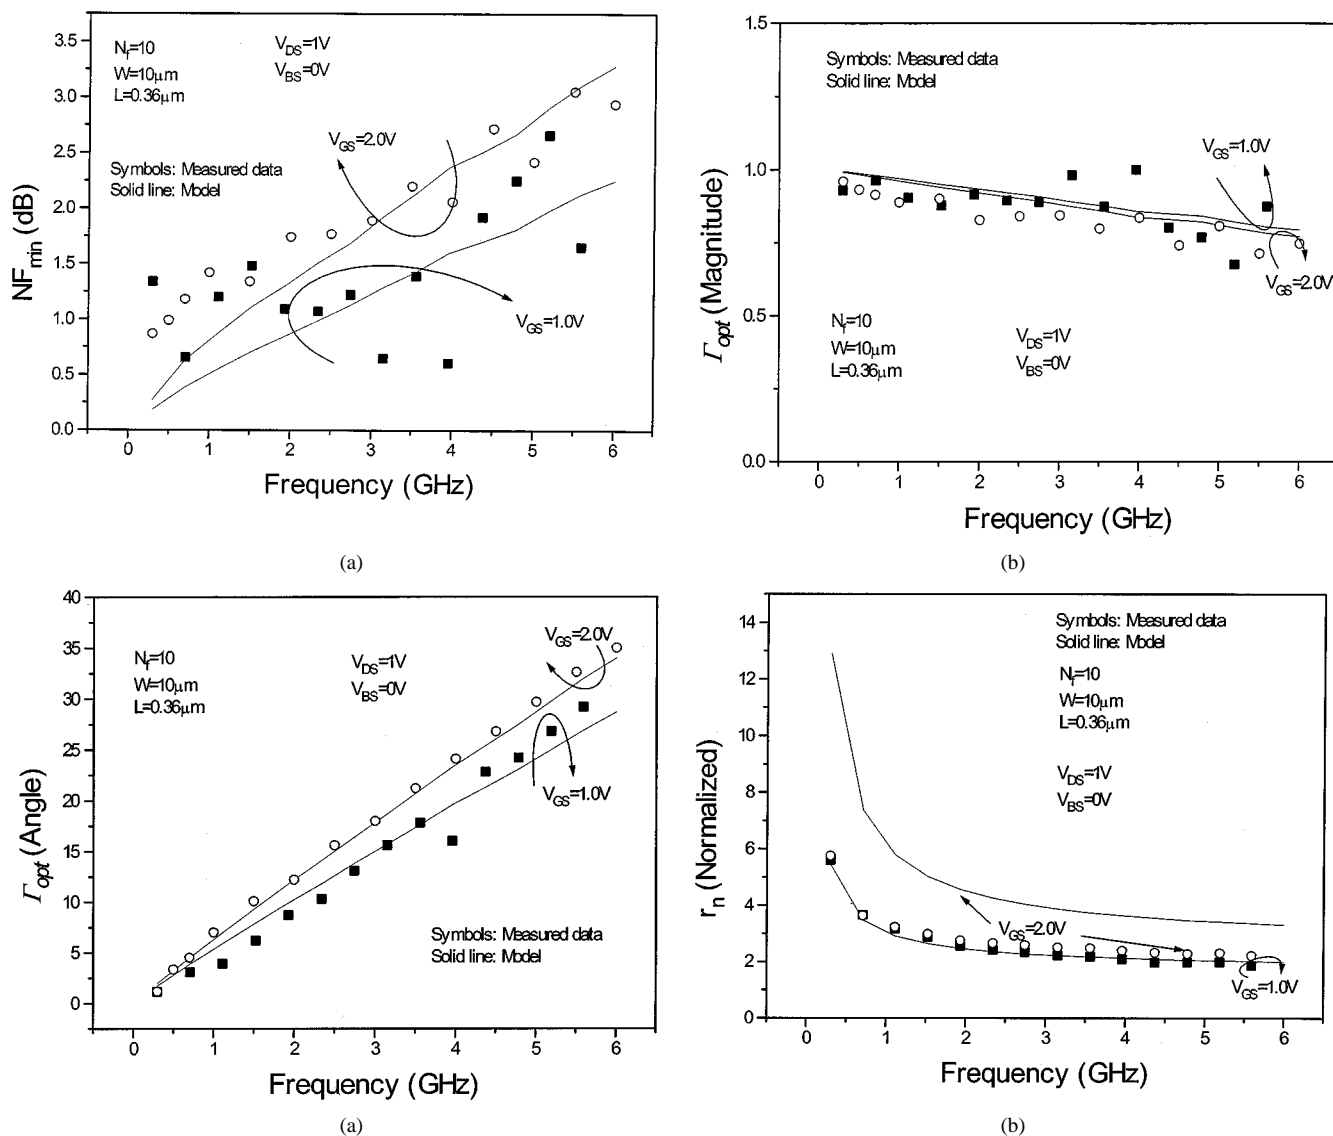 3.5
3.0
2.5
2.0
1.5
1.0
0.5
0.0
NFmin (dB)
Nf=10
W=10μm
L=0.36μm
VDS=1V
VBS=0V
VGS=2.0V
Symbols: Measured data
Solid line: Model
VGS=1.0V
0 1 2 3 4 5 6
Frequency (GHz)
(a)
1.5
1.0
0.5
0.0
Γopt (Magnitude)
Symbols: Measured data
Solid line: Model
VGS=1.0V
VGS=2.0V
Nf=10
W=10μm
L=0.36μm
VDS=1V
VBS=0V
0 1 2 3 4 5 6
Frequency (GHz)
(b)
40
35
30
25
20
15
10
5
0
Γopt (Angle)
Nf=10
W=10μm
L=0.36μm
VDS=1V
VBS=0V
VGS=2.0V
VGS=1.0V
Symbols: Measured data
Solid line: Model
0 1 2 3 4 5 6
Frequency (GHz)
(a)
14
12
10
8
6
4
2
0
rn (Normalized)
Symbols: Measured data
Solid line: Model
Nf=10
W=10μm
L=0.36μm
VDS=1V
VBS=0V
VGS=2.0V
VGS=1.0V
0 1 2 3 4 5 6
Frequency (GHz)
(b)